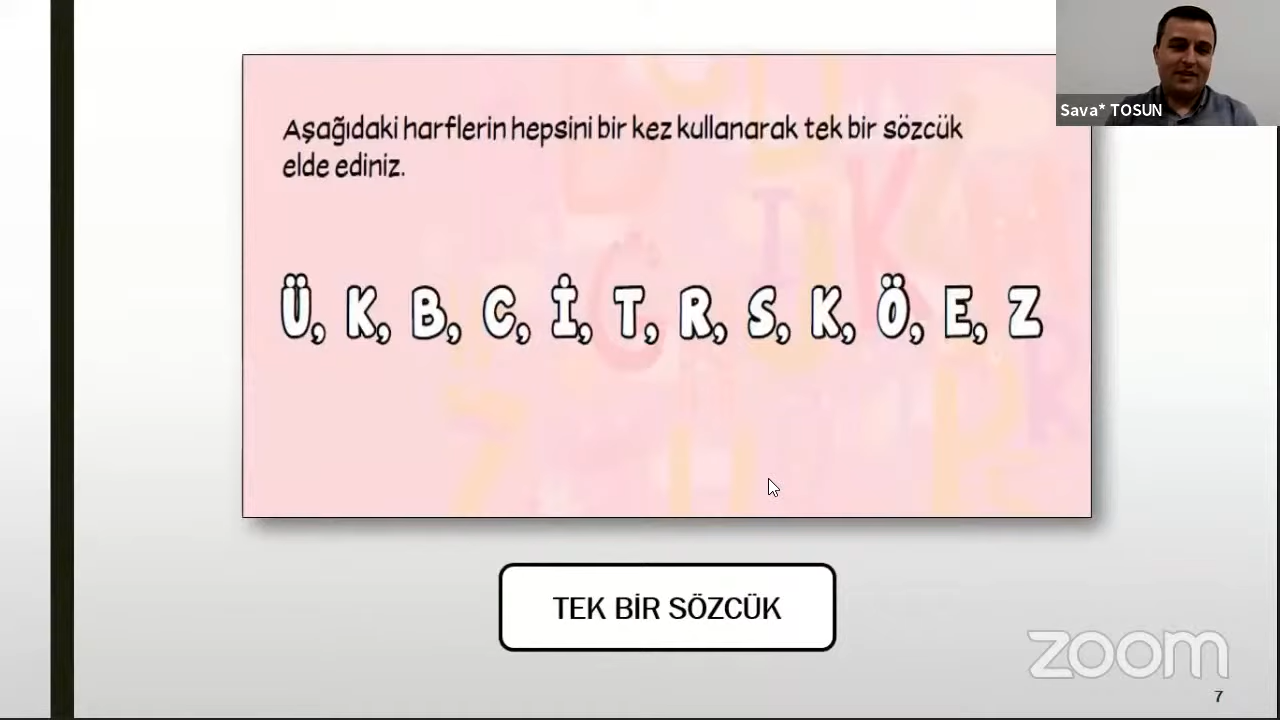 Aşağıdaki harflerin hepsini bir kez kullanarak tek bir sözcük
elde ediniz.
Ü, K, B, C, İ, T, R, S, K, Ö, E, Z
TEK BİR SÖZCÜK
Sava* TOSUN
zoom
7